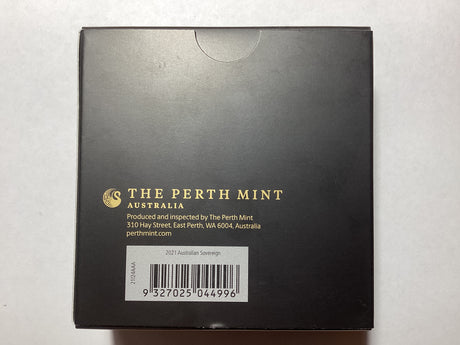 THE PERTH MINT
AUSTRALIA
Produced and inspected by The Perth Mint
310 Hay Street, East Perth, WA 6004, Australia
perthmint.com
2021 Australian Sovereign
21Z24AAA
9 327025 044996